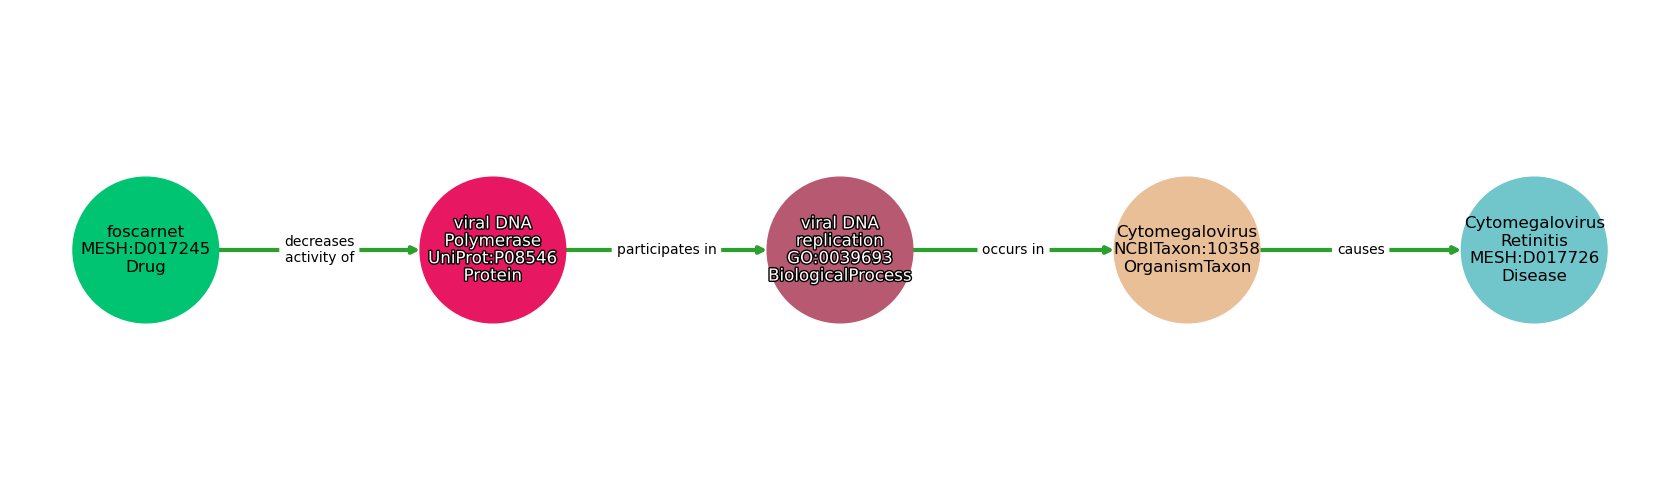 foscarnet
MESH:D017245
Drug
decreases
activity of
viral DNA
Polymerase
UniProt:P08546
Protein
participates in
viral DNA
replication
GO:0039693
BiologicalProcess
occurs in
Cytomegalovirus
NCBITaxon:10358
OrganismTaxon
causes
Cytomegalovirus
Retinitis
MESH:D017726
Disease